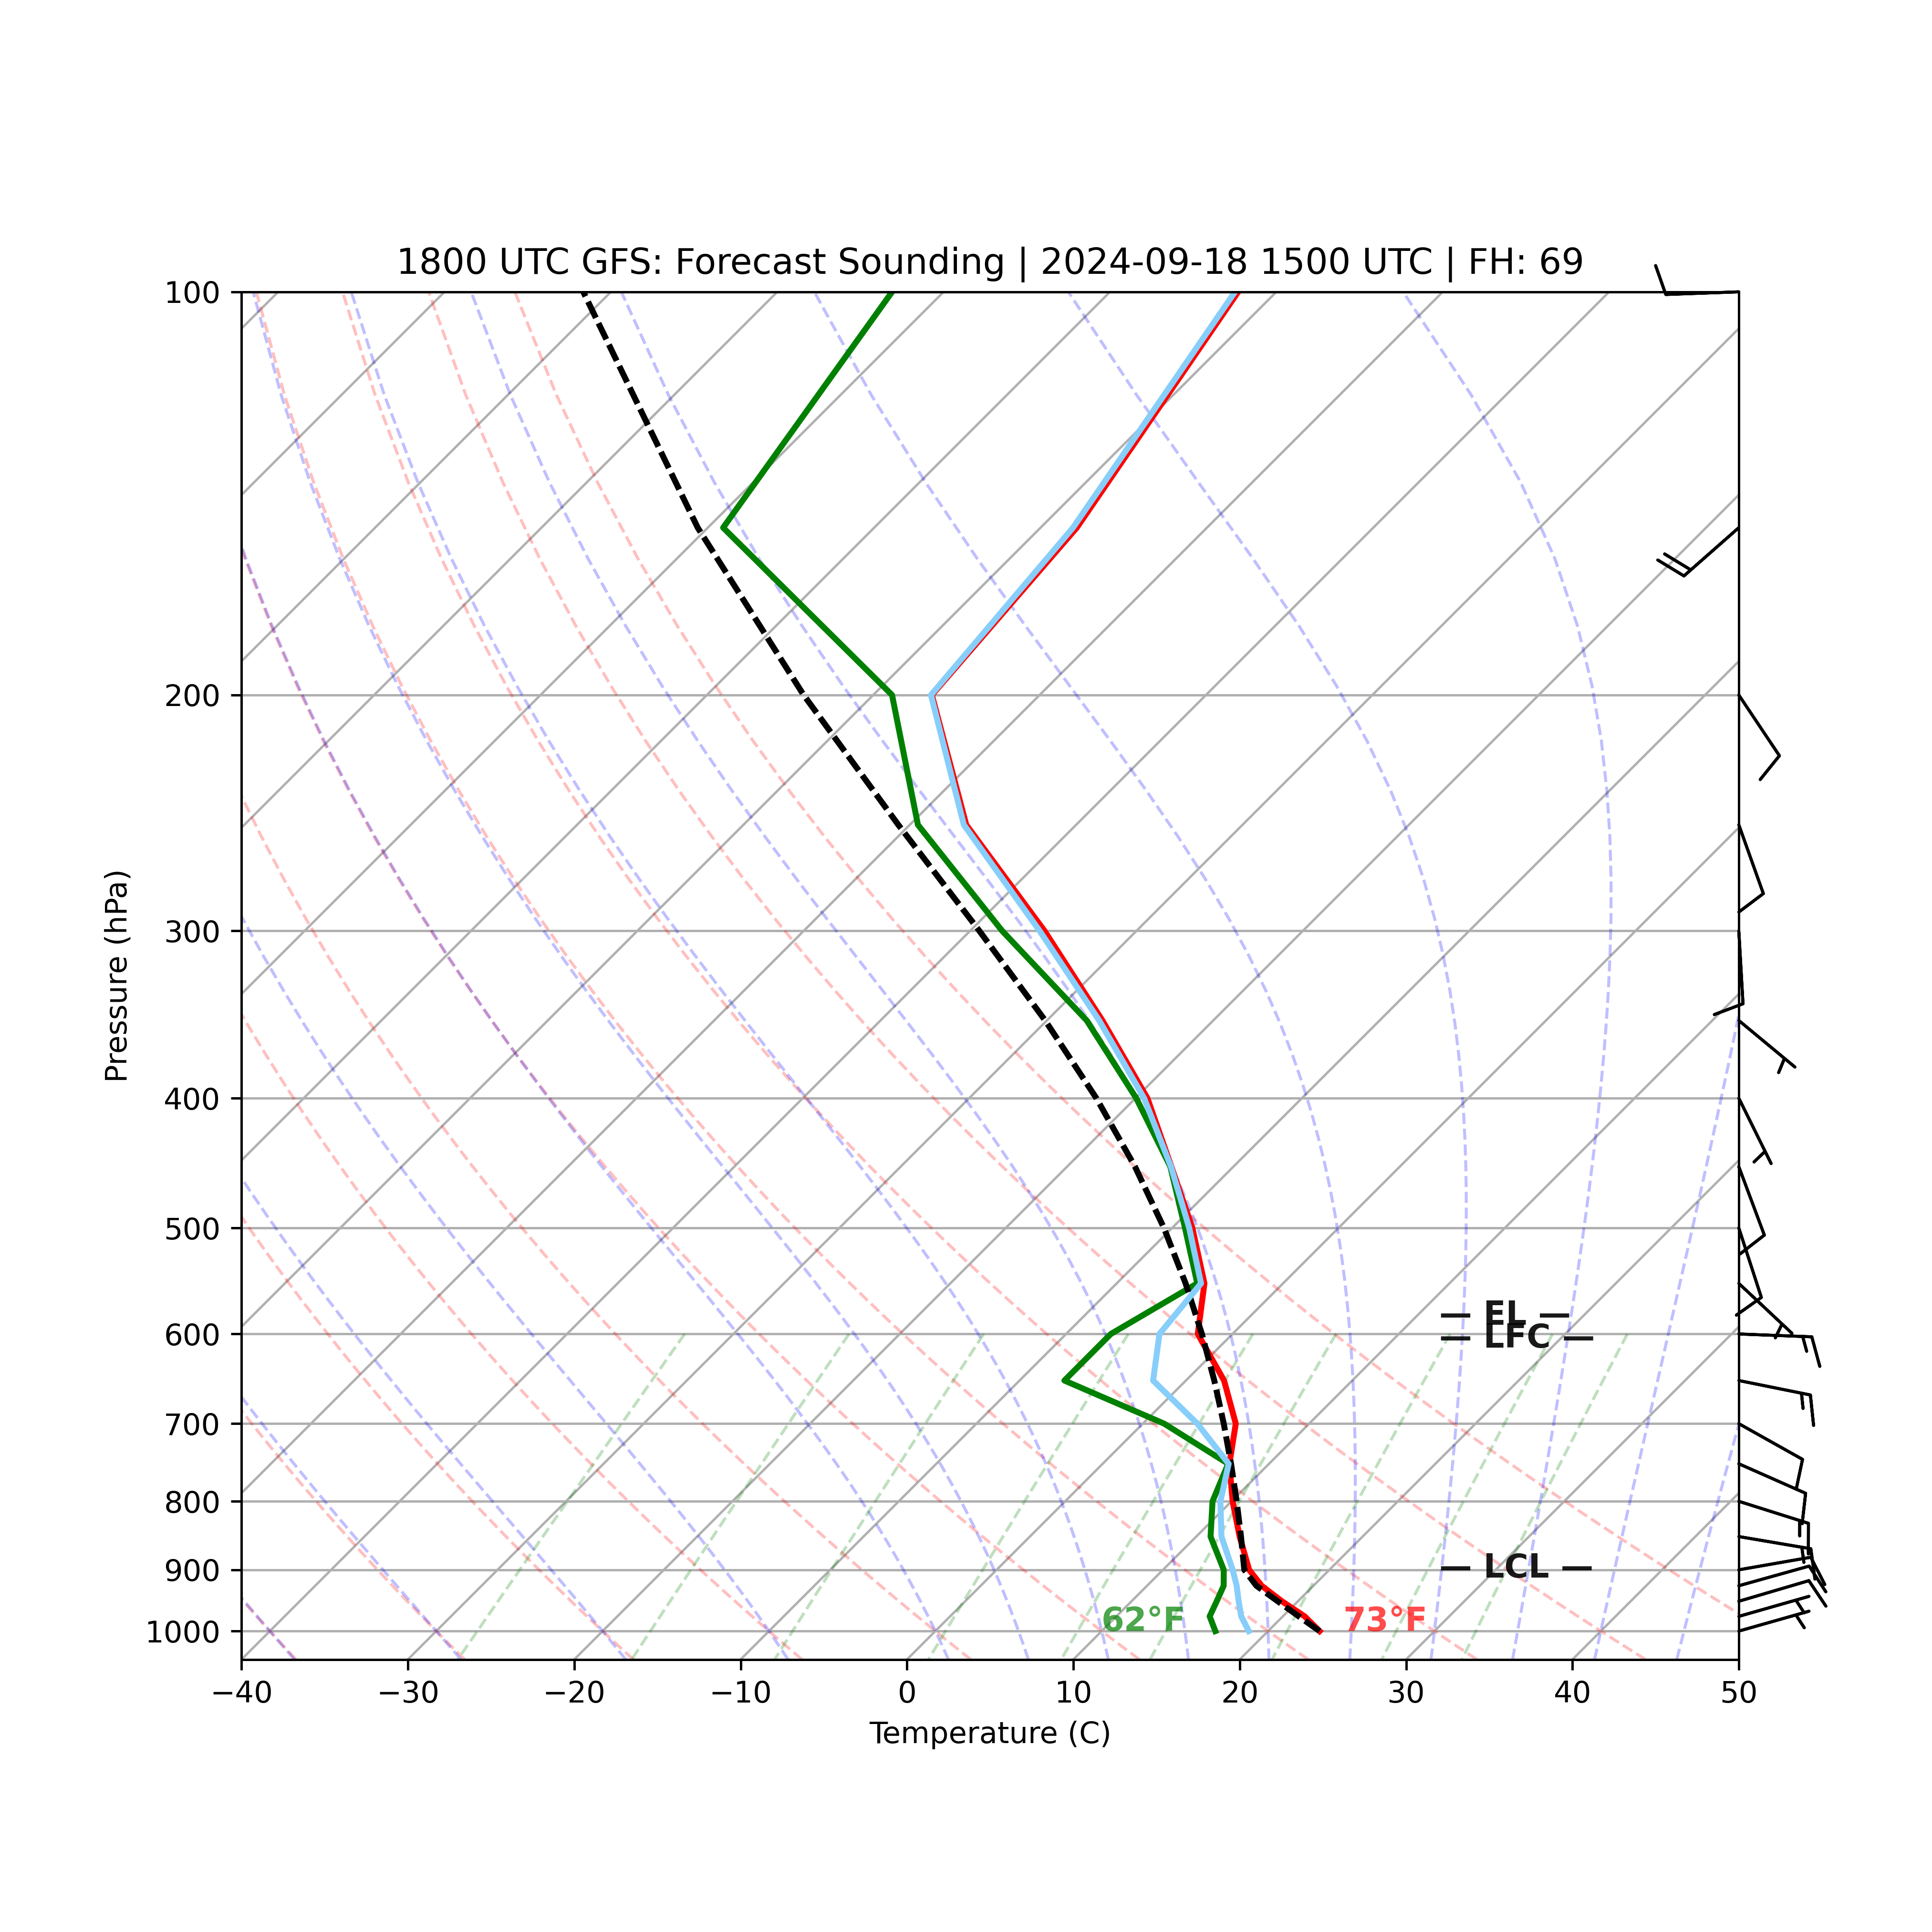 1800 UTC GFS: Forecast Sounding | 2024-09-18 1500 UTC | FH: 69
100
200
300
400
500
600
700
800
900
1000
Pressure (hPa)
— EL —
— LFC —
— LCL —
62°F
73°F
−40 −30 −20 −10 0 10 20 30 40 50
Temperature (C)